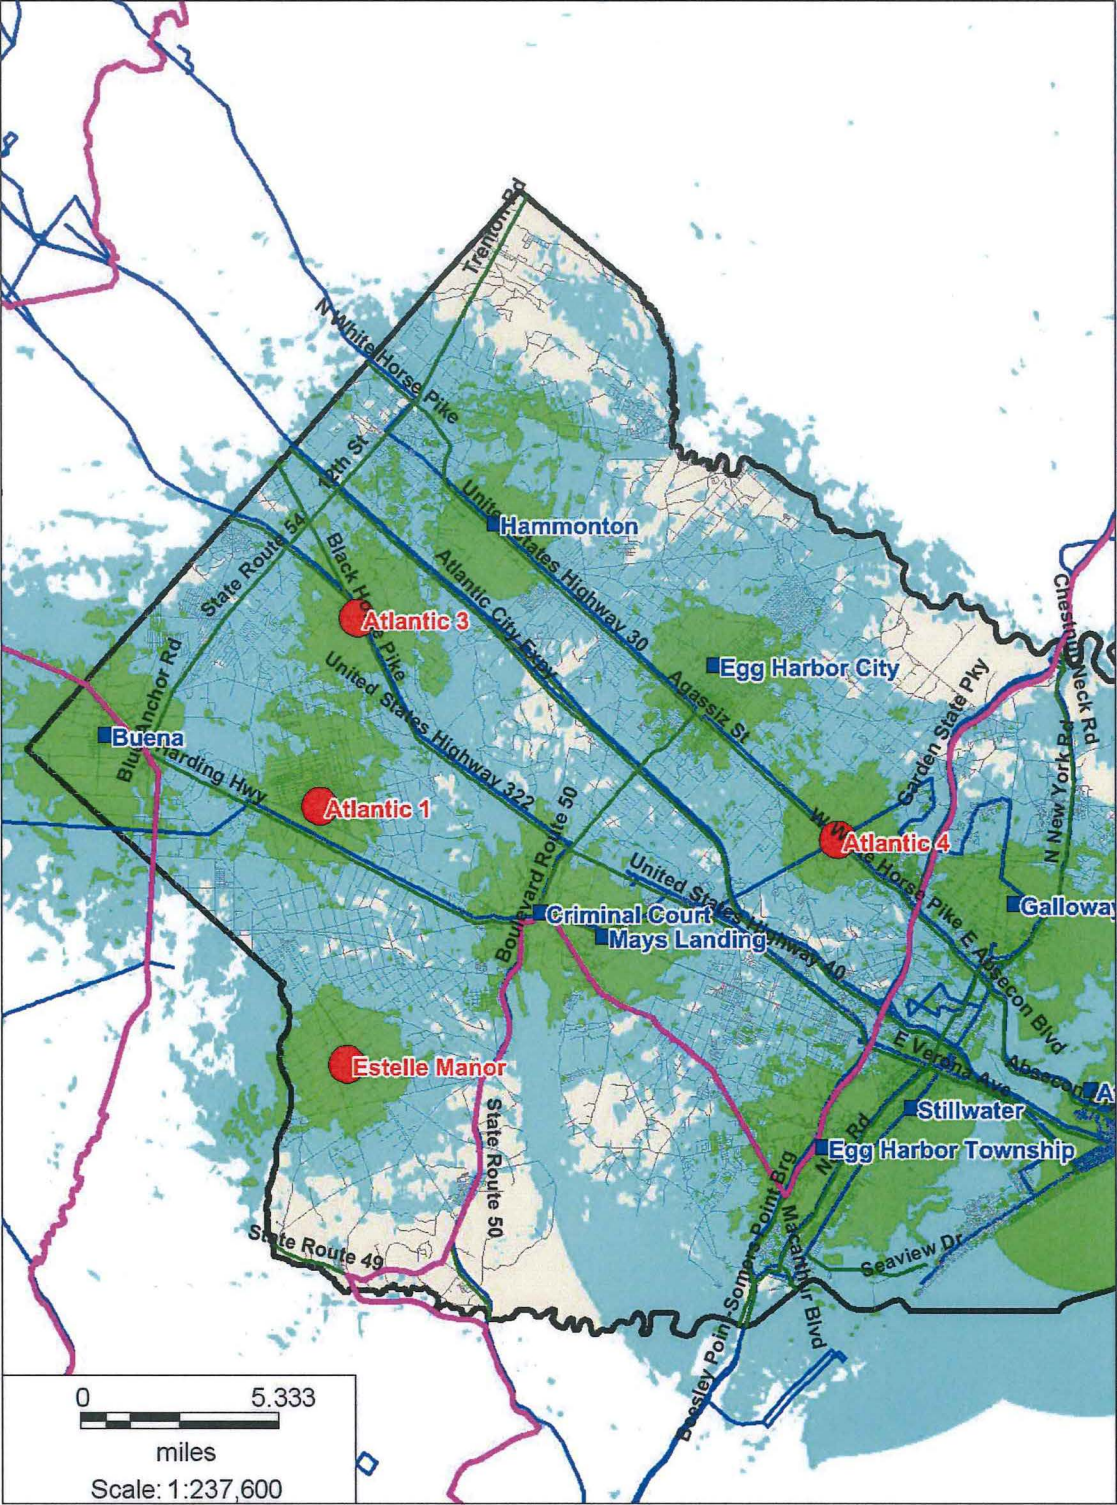 Trenton Rd
N White Horse Pike
12th St
United States Highway 30
Hammonton
State Route 54
Black Ho e Pike
Atlantic City Expy
Atlantic 3
Chestnut Neck Rd
Egg Harbor City
United States Highway 322
Agassiz St
Garden State Pky
Buena
Anchor Rd
Harding Hwy
N New York Rd
Atlantic 1
Boulevard Route 50
W W e Horse Pike
Atlantic 4
United States Highway 40
Galloway
Criminal Court
Mays Landing
E Absecon Blvd
E Verona Ave
Absecon
A
Estelle Manor
Stillwater
State Route 50
N Rd
Egg Harbor Township
State Route 49
Beesley Point-Somers Point Brg
Macarthur Blvd
Seaview Dr
0 5.333
miles
Scale: 1:237,600